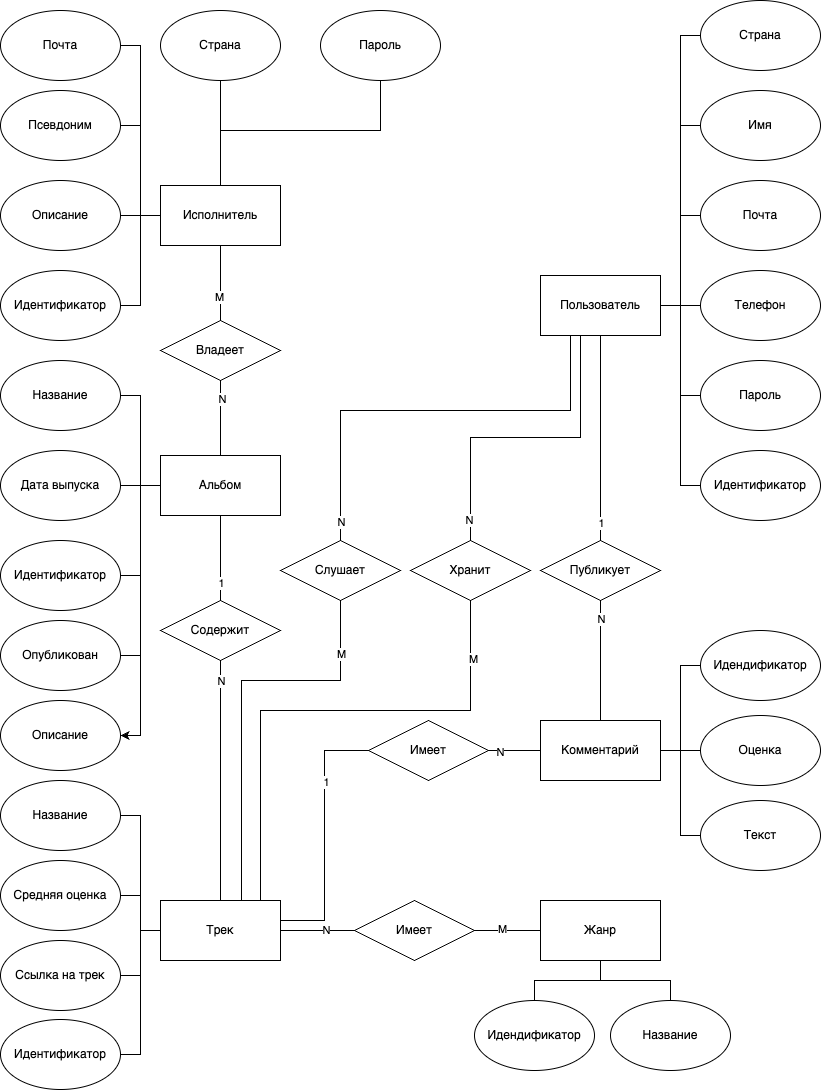 Почта
Страна
Пароль
Страна
Псевдоним
Имя
Описание
Исполнитель
Почта
Идентификатор
M
Пользователь
Телефон
Владеет
Название
N
Пароль
Дата выпуска
Альбом
Идентификатор
N
N
1
Идентификатор
1
Слушает
Хранит
Публикует
Содержит
N
Опубликован
N
M
M
Идендификатор
Описание
Имеет
N
Комментарий
Оценка
1
Название
Текст
Средняя оценка
Трек
N
Имеет
M
Жанр
Ссылка на трек
Идентификатор
Идендификатор
Название